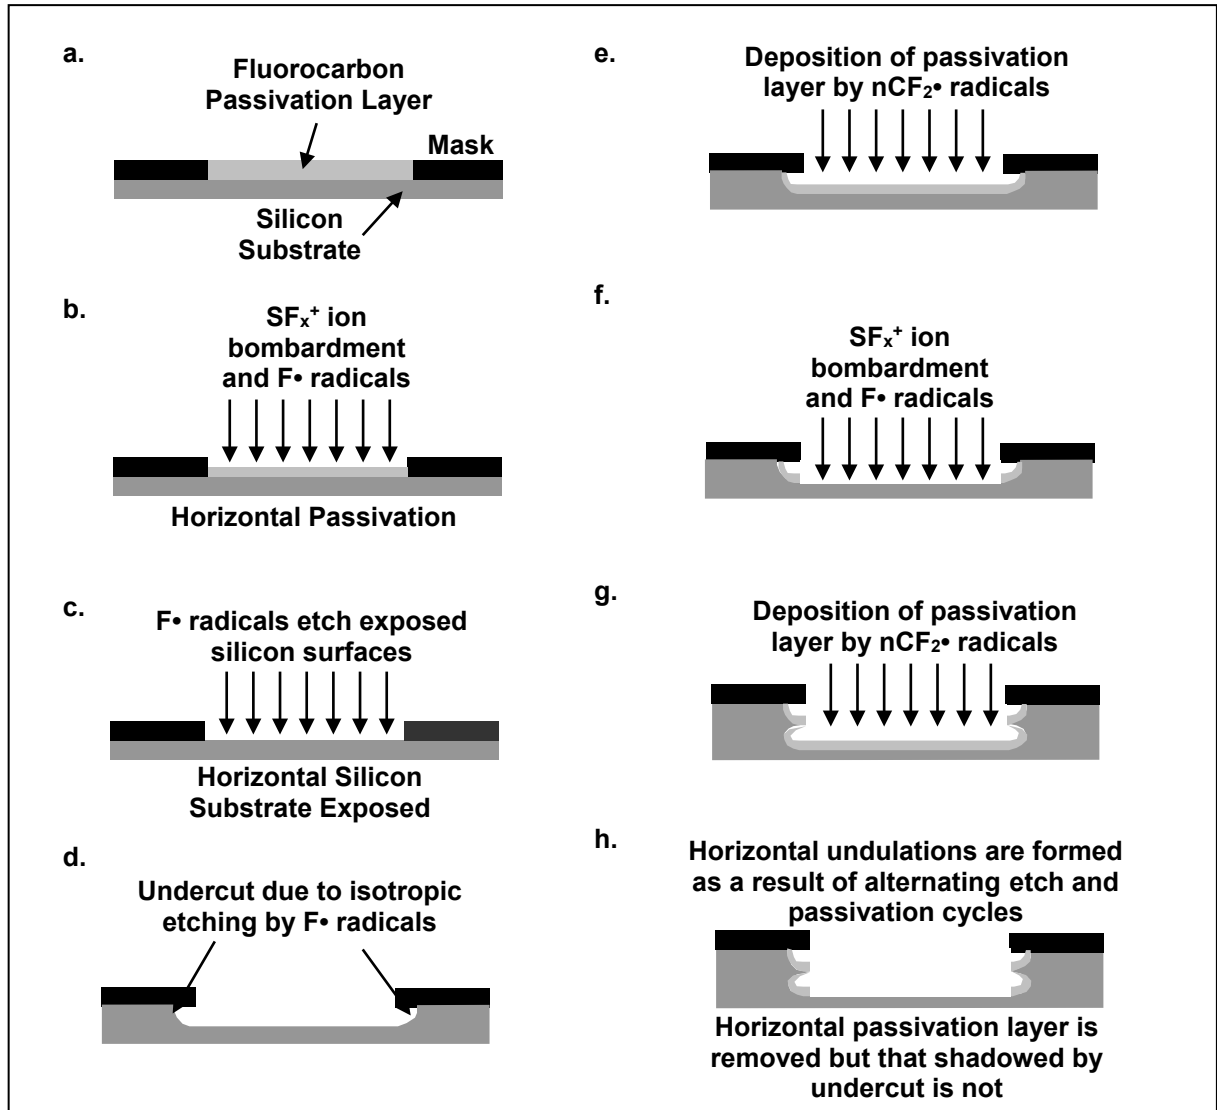 a.
Fluorocarbon
Passivation Layer
Mask
Silicon
Substrate
b.
SFₓ⁺ ion
bombardment
and F• radicals
Horizontal Passivation
c.
F• radicals etch exposed
silicon surfaces
Horizontal Silicon
Substrate Exposed
d.
Undercut due to isotropic
etching by F• radicals
e.
Deposition of passivation
layer by nCF₂• radicals
f.
SFₓ⁺ ion
bombardment
and F• radicals
g.
Deposition of passivation
layer by nCF₂• radicals
h.
Horizontal undulations are formed
as a result of alternating etch and
passivation cycles
Horizontal passivation layer is
removed but that shadowed by
undercut is not